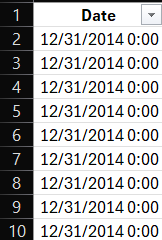 1 Date
2 12/31/2014 0:00
3 12/31/2014 0:00
4 12/31/2014 0:00
5 12/31/2014 0:00
6 12/31/2014 0:00
7 12/31/2014 0:00
8 12/31/2014 0:00
9 12/31/2014 0:00
10 12/31/2014 0:00